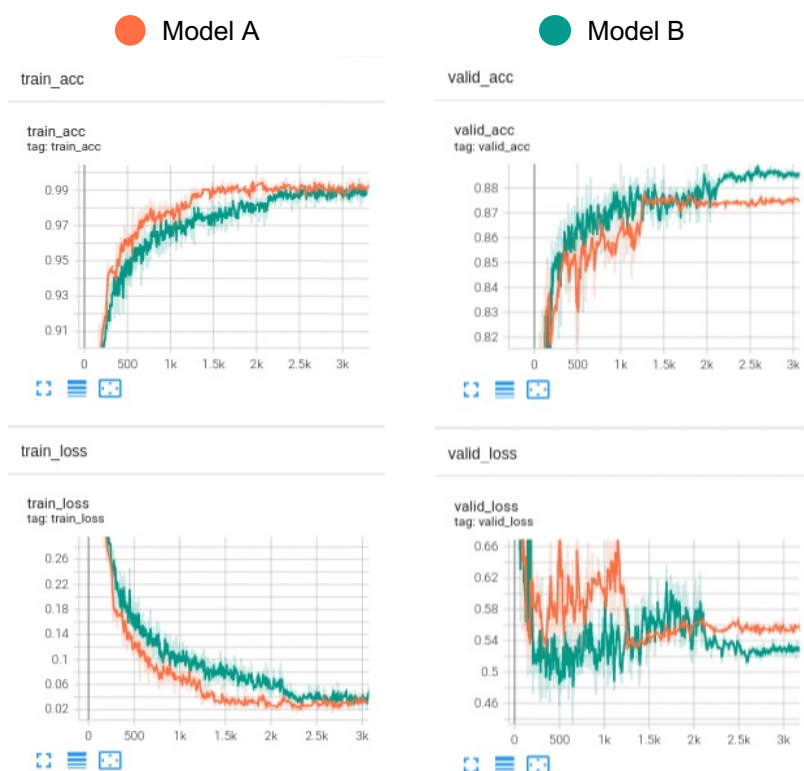 Model A
Model B
train_acc
train_acc
tag: train_acc
0.99
0.97
0.95
0.93
0.91
0 500 1k 1.5k 2k 2.5k 3k
valid_acc
valid_acc
tag: valid_acc
0.88
0.87
0.86
0.85
0.84
0.83
0.82
0 500 1k 1.5k 2k 2.5k 3k
train_loss
train_loss
tag: train_loss
0.26
0.22
0.18
0.14
0.1
0.06
0.02
0 500 1k 1.5k 2k 2.5k 3k
valid_loss
valid_loss
tag: valid_loss
0.66
0.62
0.58
0.54
0.5
0.46
0 500 1k 1.5k 2k 2.5k 3k